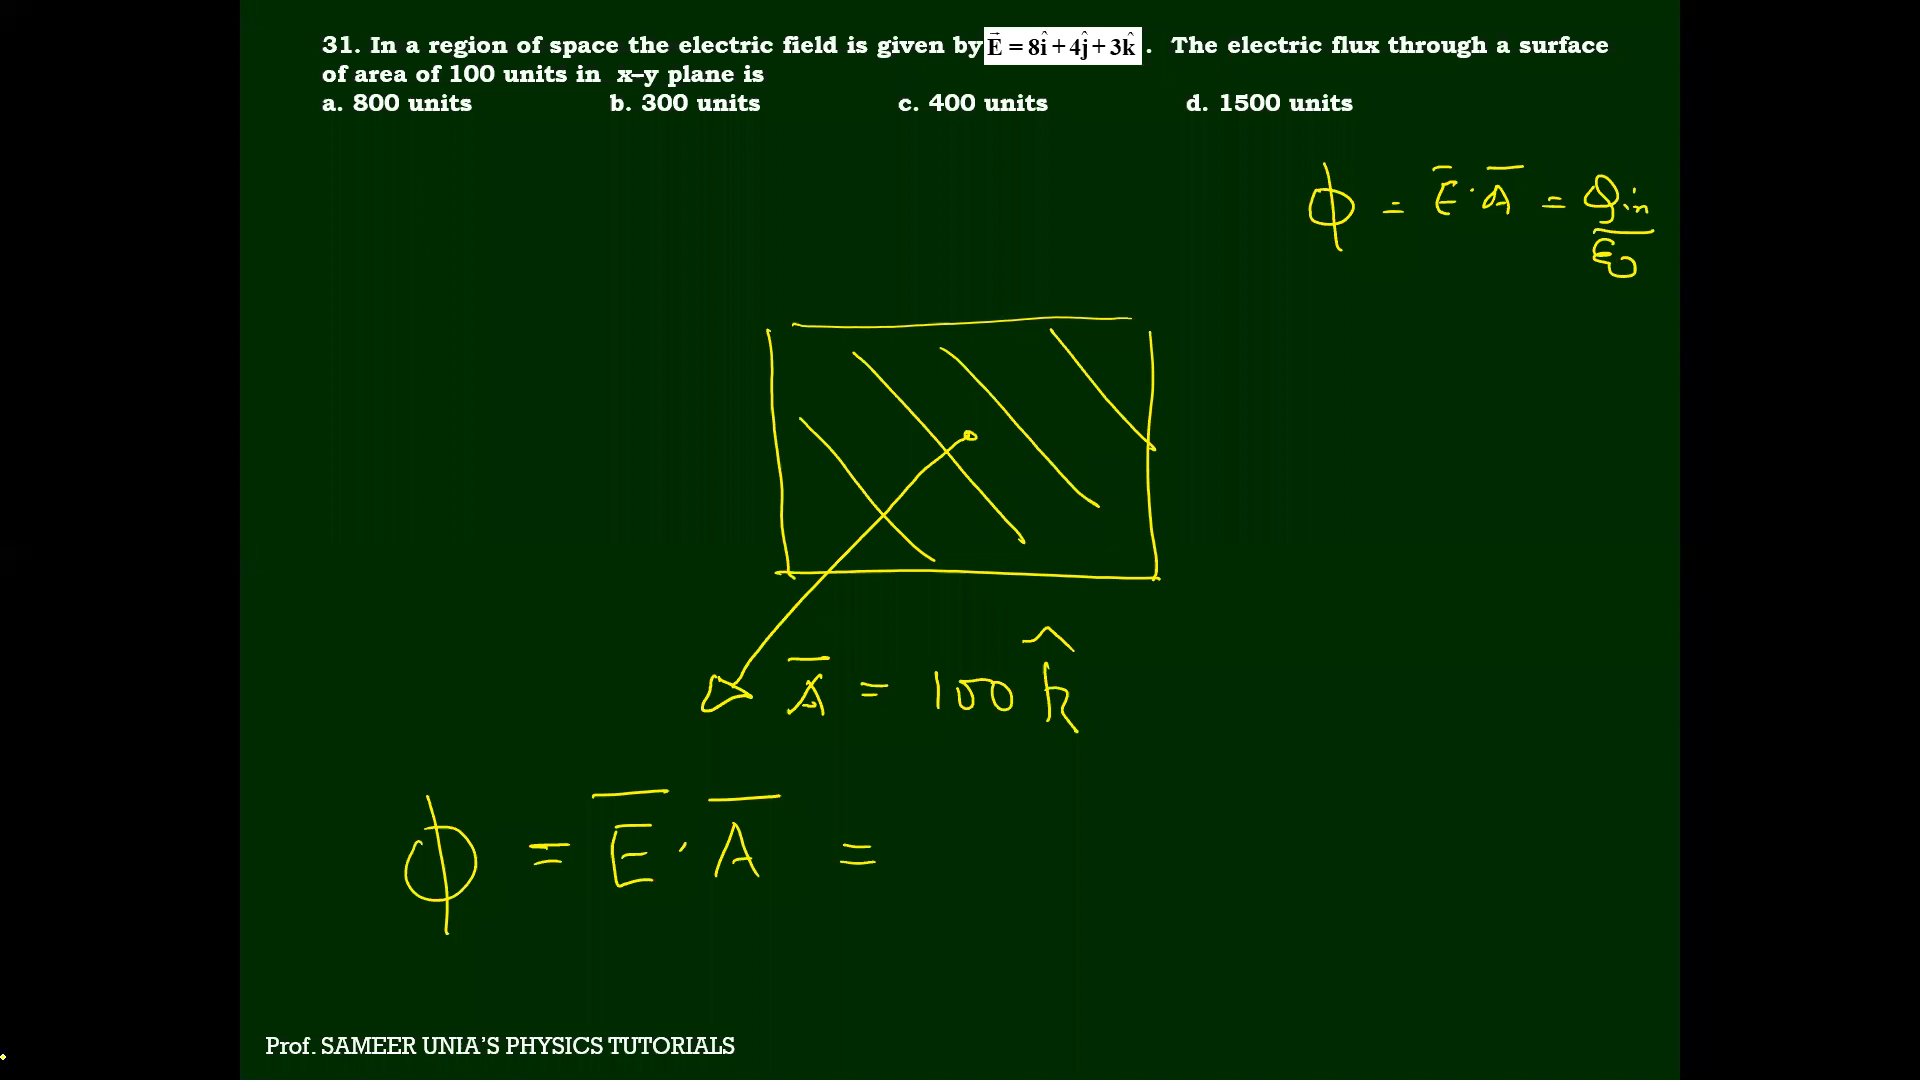 31. In a region of space the electric field is given by E⃗ = 8î + 4ĵ + 3k̂ . The electric flux through a surface
of area of 100 units in x–y plane is
a. 800 units b. 300 units c. 400 units d. 1500 units
ϕ = E̅ · A̅ = Qin / ε0
A̅ = 100 k̂
ϕ = E̅ · A̅ =
Prof. SAMEER UNIA’S PHYSICS TUTORIALS